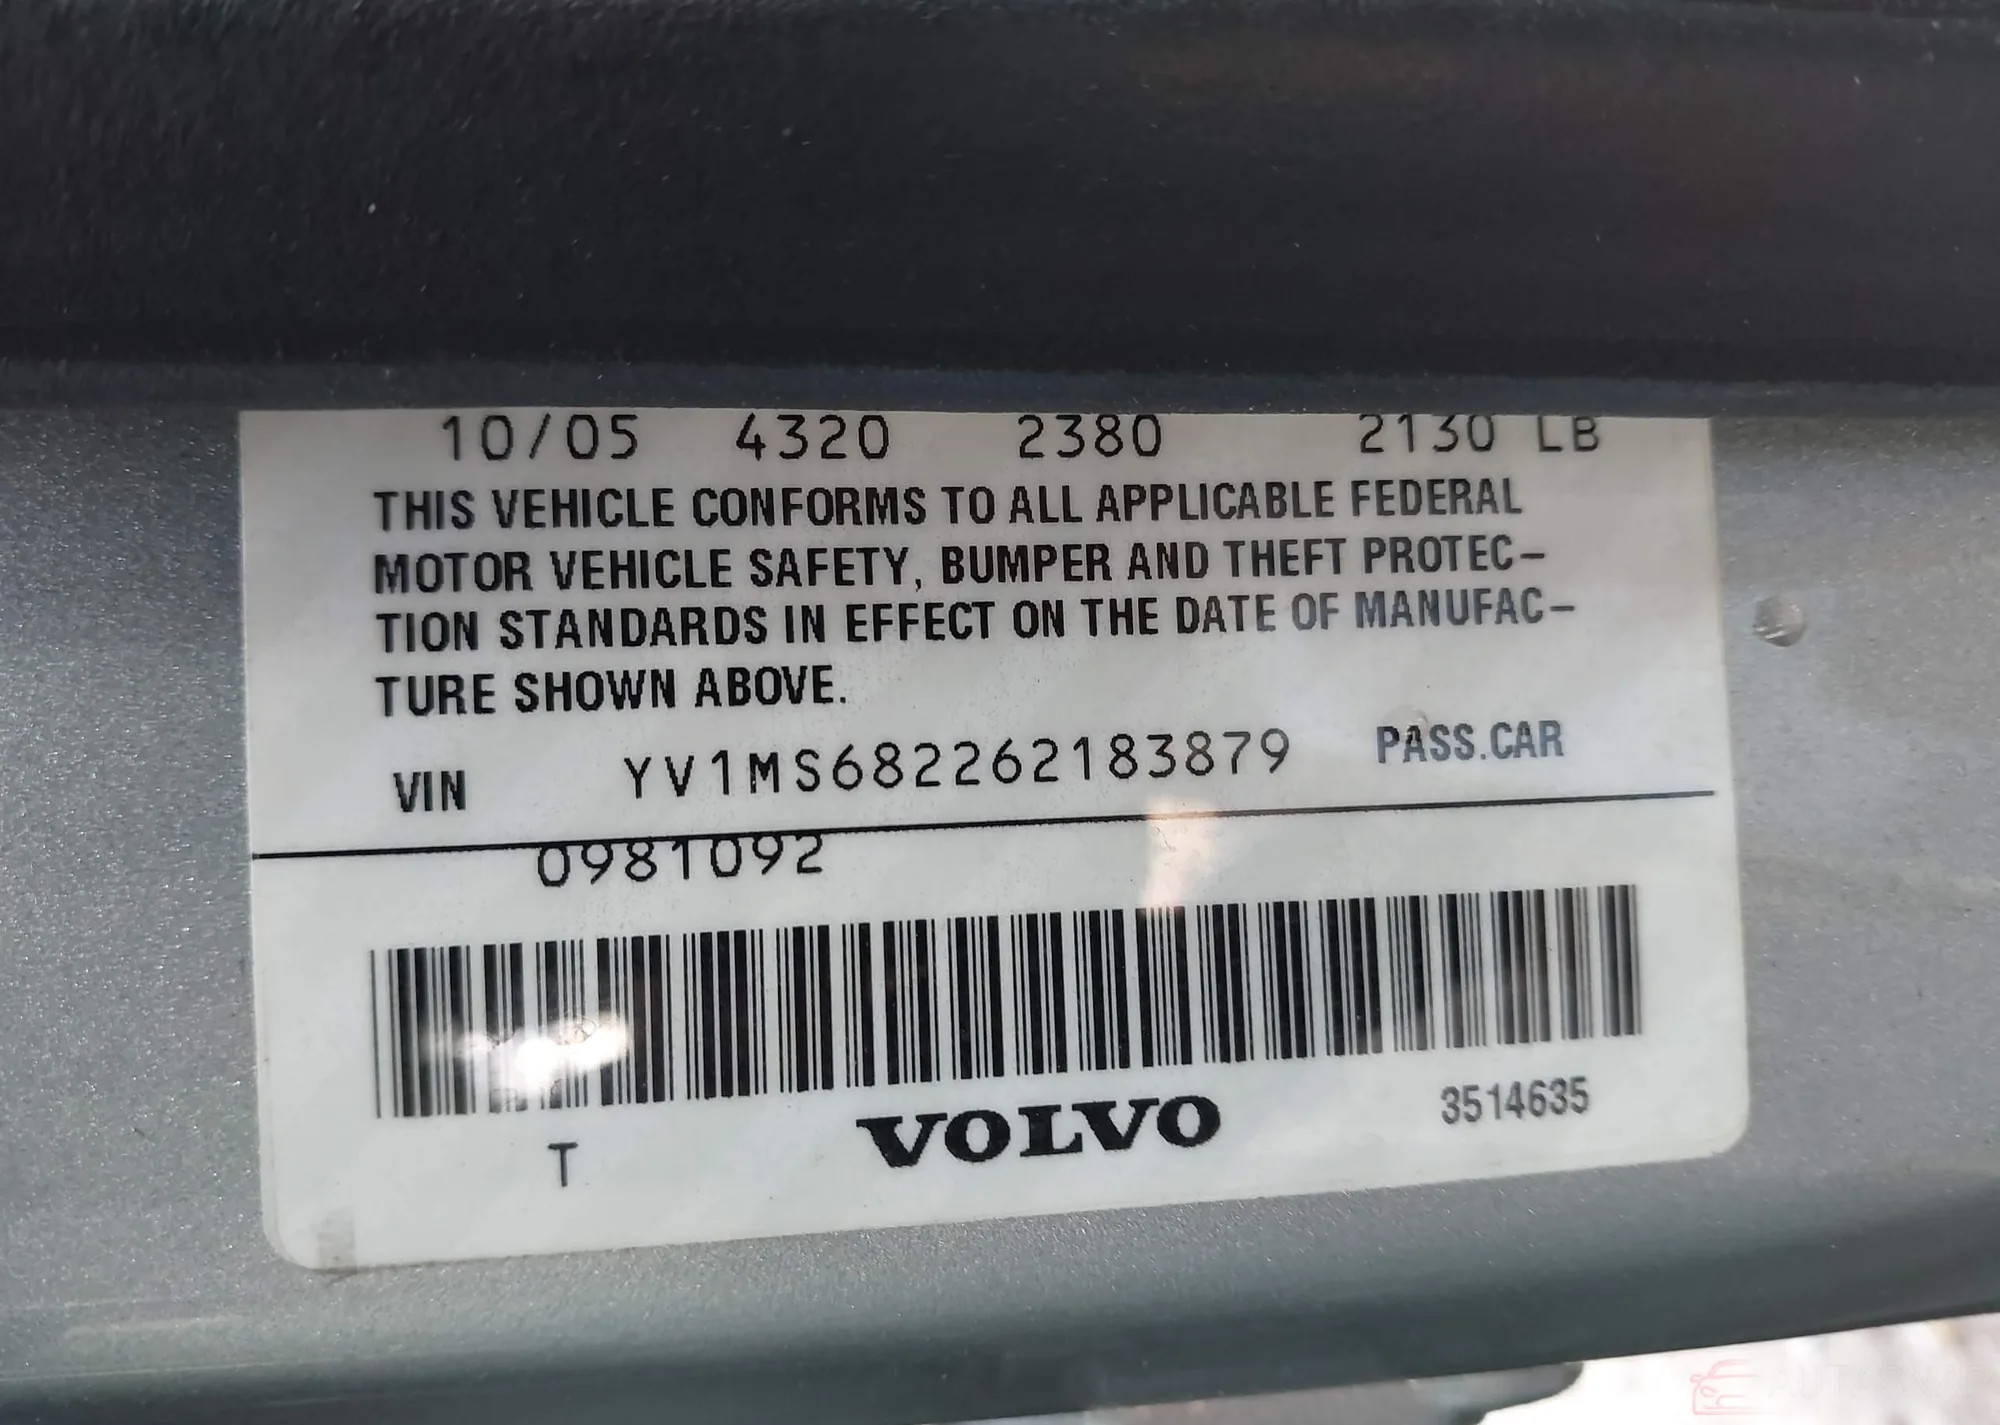 10/05 4320 2380 2130 LB
THIS VEHICLE CONFORMS TO ALL APPLICABLE FEDERAL
MOTOR VEHICLE SAFETY, BUMPER AND THEFT PROTEC–
TION STANDARDS IN EFFECT ON THE DATE OF MANUFAC–
TURE SHOWN ABOVE.
VIN YV1MS682262183879 PASS.CAR
0981092
T VOLVO 3514635